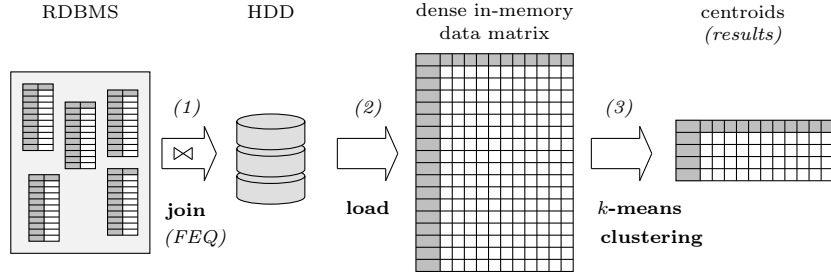 RDBMS
HDD
dense in-memory
data matrix
centroids
(results)
(1)
⋈
join
(FEQ)
(2)
load
(3)
k-means
clustering